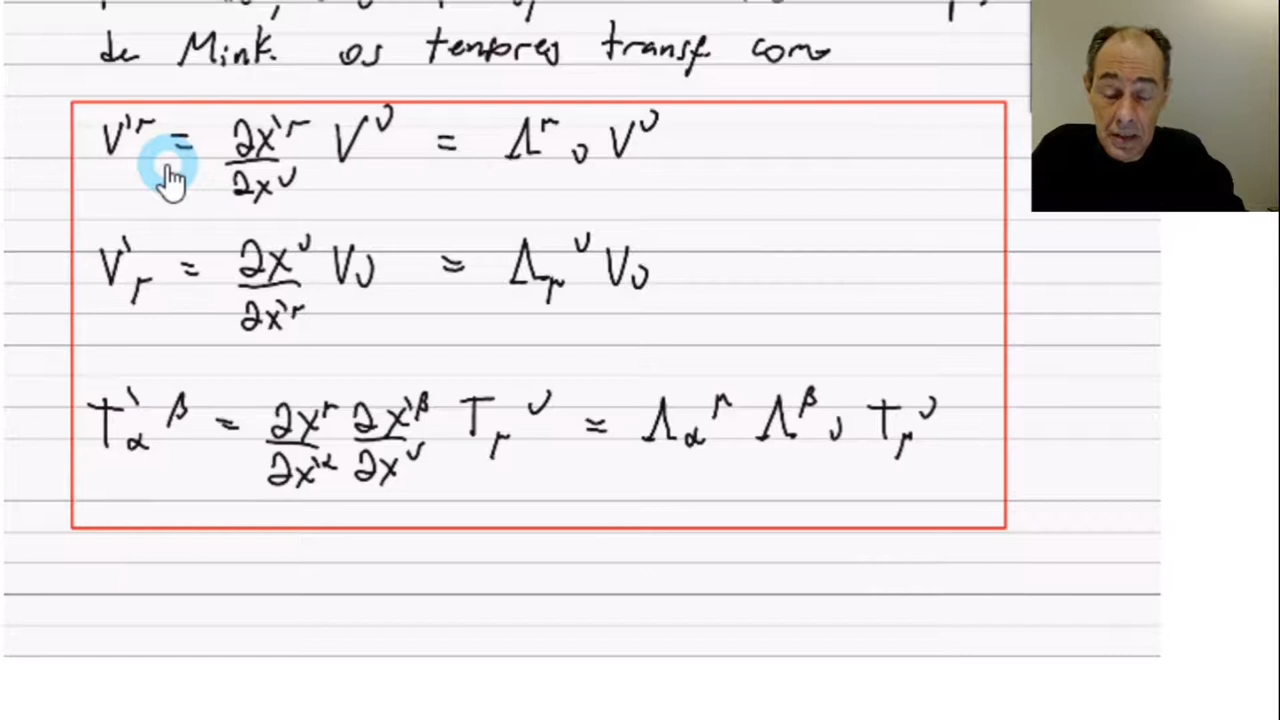 de Mink. os tensores transf. como
V'^μ = ∂x'^μ/∂x^ν V^ν = Λ^μ_ν V^ν
V'_μ = ∂x^ν/∂x'^μ V_ν = Λ_μ^ν V_ν
T'_α^β = ∂x^μ/∂x'^α ∂x'^β/∂x^ν T_μ^ν = Λ_α^μ Λ^β_ν T_μ^ν